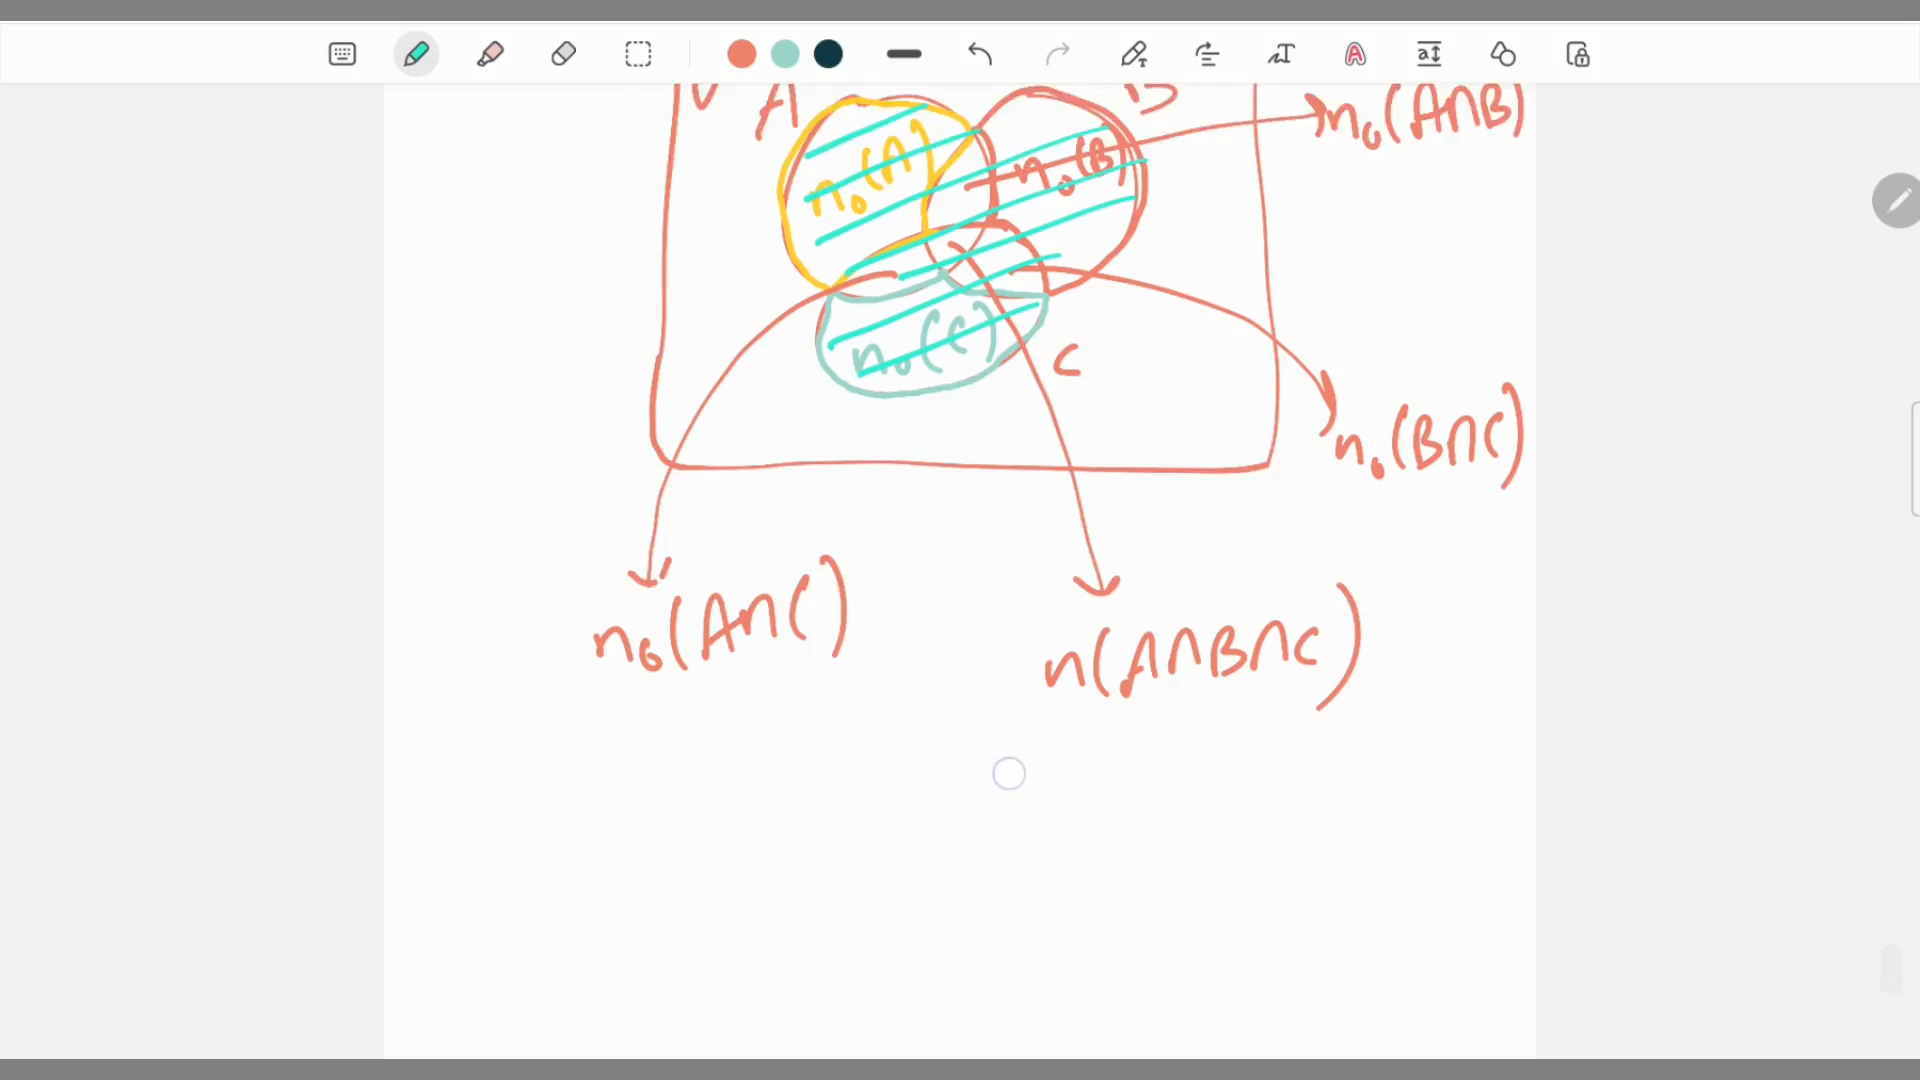 U A B
n₀(A∩B)
n₀(A) n₀(B)
n₀(C) C
n₀(B∩C)
n₀(A∩C)
n(A∩B∩C)